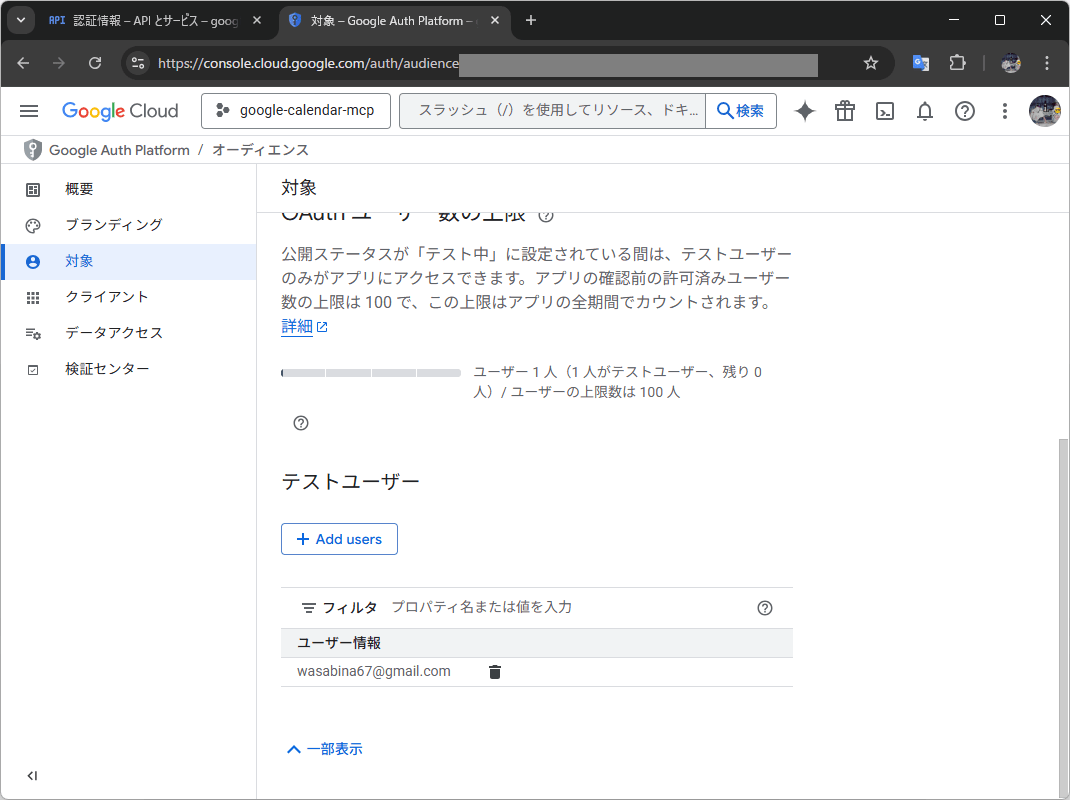 API 認証情報 – API とサービス – goog
対象 – Google Auth Platform –
https://console.cloud.google.com/auth/audience
Google Cloud
google-calendar-mcp
スラッシュ（/）を使用してリソース、ドキ...
検索
Google Auth Platform / オーディエンス
概要
ブランディング
対象
クライアント
データアクセス
検証センター
対象
OAuth ユーザー数の上限
公開ステータスが「テスト中」に設定されている間は、テストユーザー
のみがアプリにアクセスできます。アプリの確認前の許可済みユーザー
数の上限は 100 で、この上限はアプリの全期間でカウントされます。
詳細
ユーザー 1 人（1 人がテストユーザー、残り 0
人）/ ユーザーの上限数は 100 人
テストユーザー
+ Add users
フィルタ プロパティ名または値を入力
ユーザー情報
wasabina67@gmail.com
一部表示